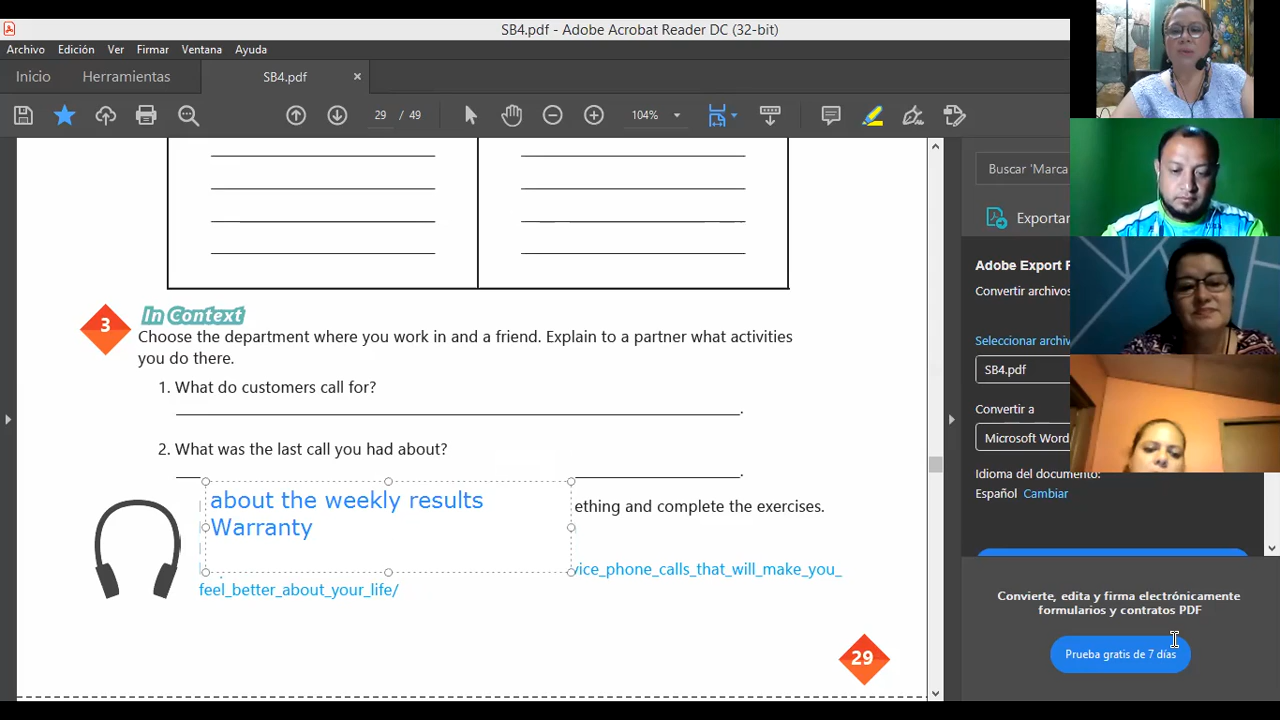 SB4.pdf - Adobe Acrobat Reader DC (32-bit)
Archivo Edición Ver Firmar Ventana Ayuda
Inicio Herramientas SB4.pdf ×
29 / 49 104%
Buscar 'Marca
Exportar
Adobe Export
Convertir archivos
Seleccionar archiv
SB4.pdf
Convertir a
Microsoft Word
Idioma del documento:
Español Cambiar
Convierte, edita y firma electrónicamente
formularios y contratos PDF
Prueba gratis de 7 días
3 In Context
Choose the department where you work in and a friend. Explain to a partner what activities
you do there.
1. What do customers call for?
2. What was the last call you had about?
about the weekly results
Warranty
ething and complete the exercises.
vice_phone_calls_that_will_make_you_
feel_better_about_your_life/
29